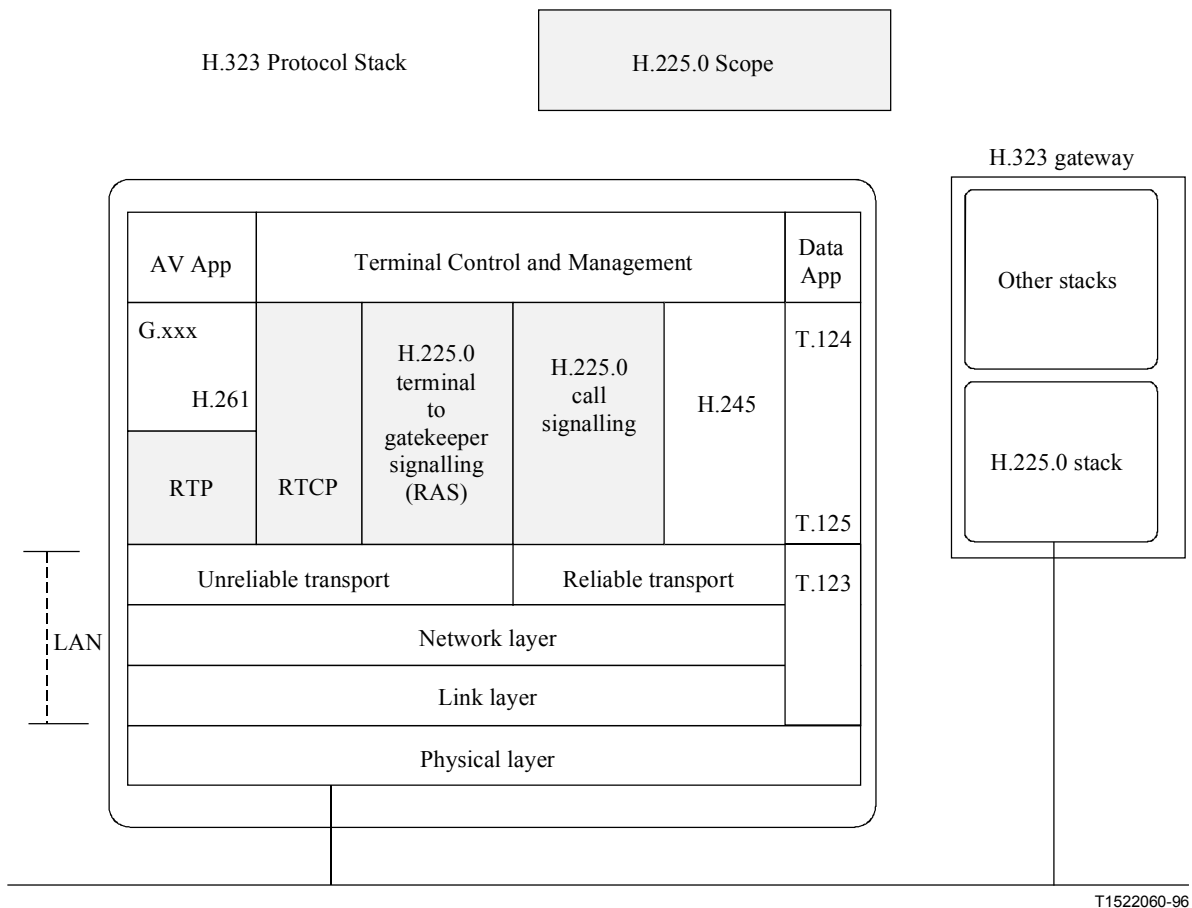 H.323 Protocol Stack
H.225.0 Scope
H.323 gateway
AV App
Terminal Control and Management
Data
App
Other stacks
G.xxx
H.261
RTP
RTCP
H.225.0
terminal
to
gatekeeper
signalling
(RAS)
H.225.0
call
signalling
H.245
T.124
T.125
H.225.0 stack
Unreliable transport
Reliable transport
T.123
LAN
Network layer
Link layer
Physical layer
T1522060-96